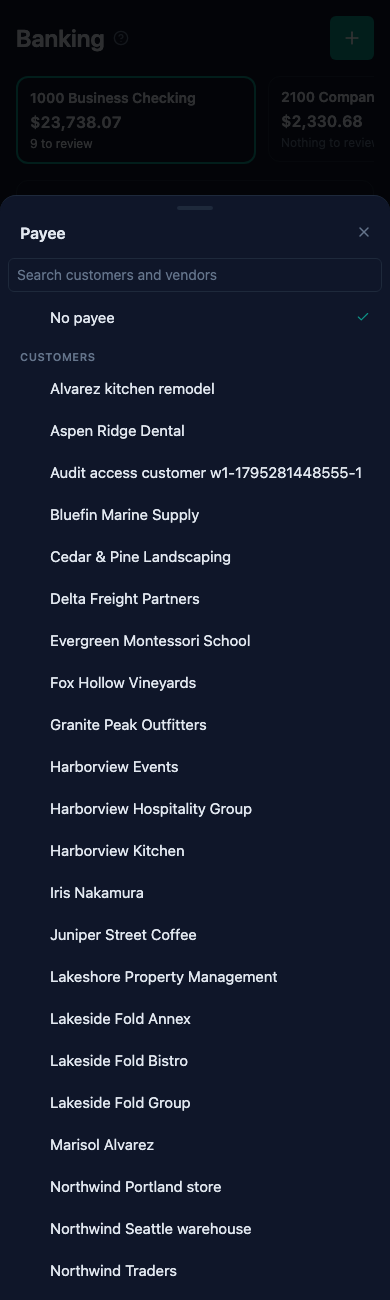 Banking
1000 Business Checking
$23,738.07
9 to review
2100 Compan
$2,330.68
Nothing to review
Payee
Search customers and vendors
No payee
CUSTOMERS
Alvarez kitchen remodel
Aspen Ridge Dental
Audit access customer w1-1795281448555-1
Bluefin Marine Supply
Cedar & Pine Landscaping
Delta Freight Partners
Evergreen Montessori School
Fox Hollow Vineyards
Granite Peak Outfitters
Harborview Events
Harborview Hospitality Group
Harborview Kitchen
Iris Nakamura
Juniper Street Coffee
Lakeshore Property Management
Lakeside Fold Annex
Lakeside Fold Bistro
Lakeside Fold Group
Marisol Alvarez
Northwind Portland store
Northwind Seattle warehouse
Northwind Traders